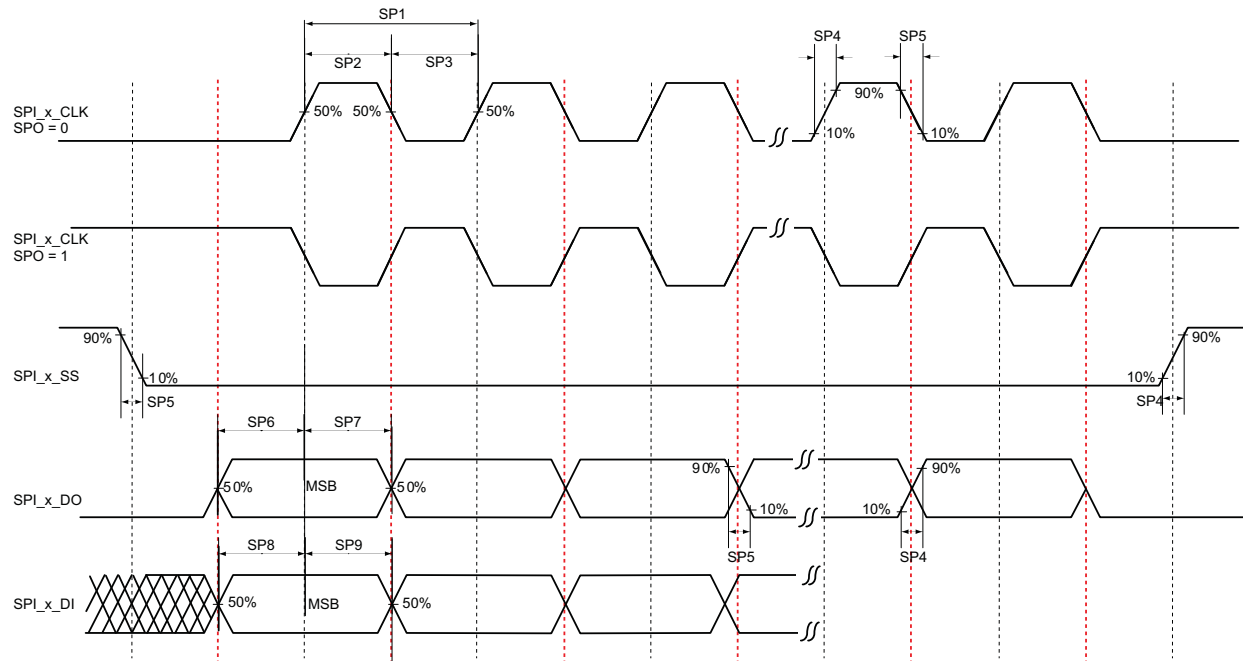 SP1
SP2 SP3 SP4 SP5
SPI_x_CLK
SPO = 0
50% 50% 50% 90%
10% 10%
SPI_x_CLK
SPO = 1
90% 90%
SPI_x_SS
10% 10%
SP5 SP4
SP6 SP7
90% 90%
SPI_x_DO
50% MSB 50%
10% 10%
SP5 SP4
SP8 SP9
SPI_x_DI
50% MSB 50%